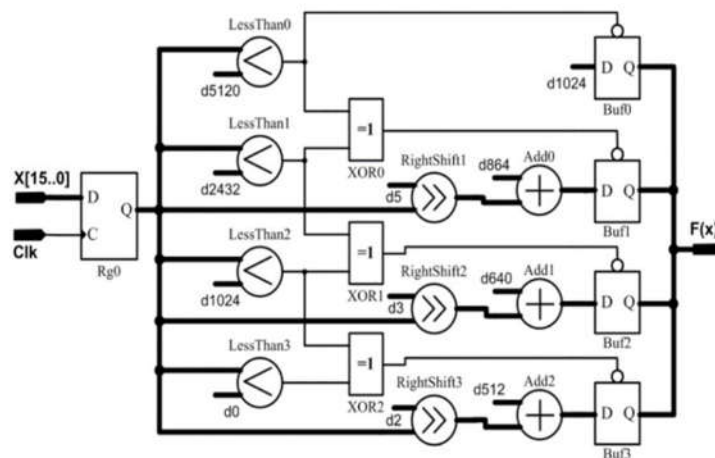 LessThan0
d5120
d1024
D Q
Buf0
LessThan1
=1
XOR0
d2432
RightShift1
d864
Add0
d5
D Q
Buf1
X[15..0]
D
Q
C
Clk
Rg0
LessThan2
=1
XOR1
d1024
RightShift2
d640
Add1
d3
D Q
Buf2
F(x)
LessThan3
=1
XOR2
d0
RightShift3
d512
Add2
d2
D Q
Buf3